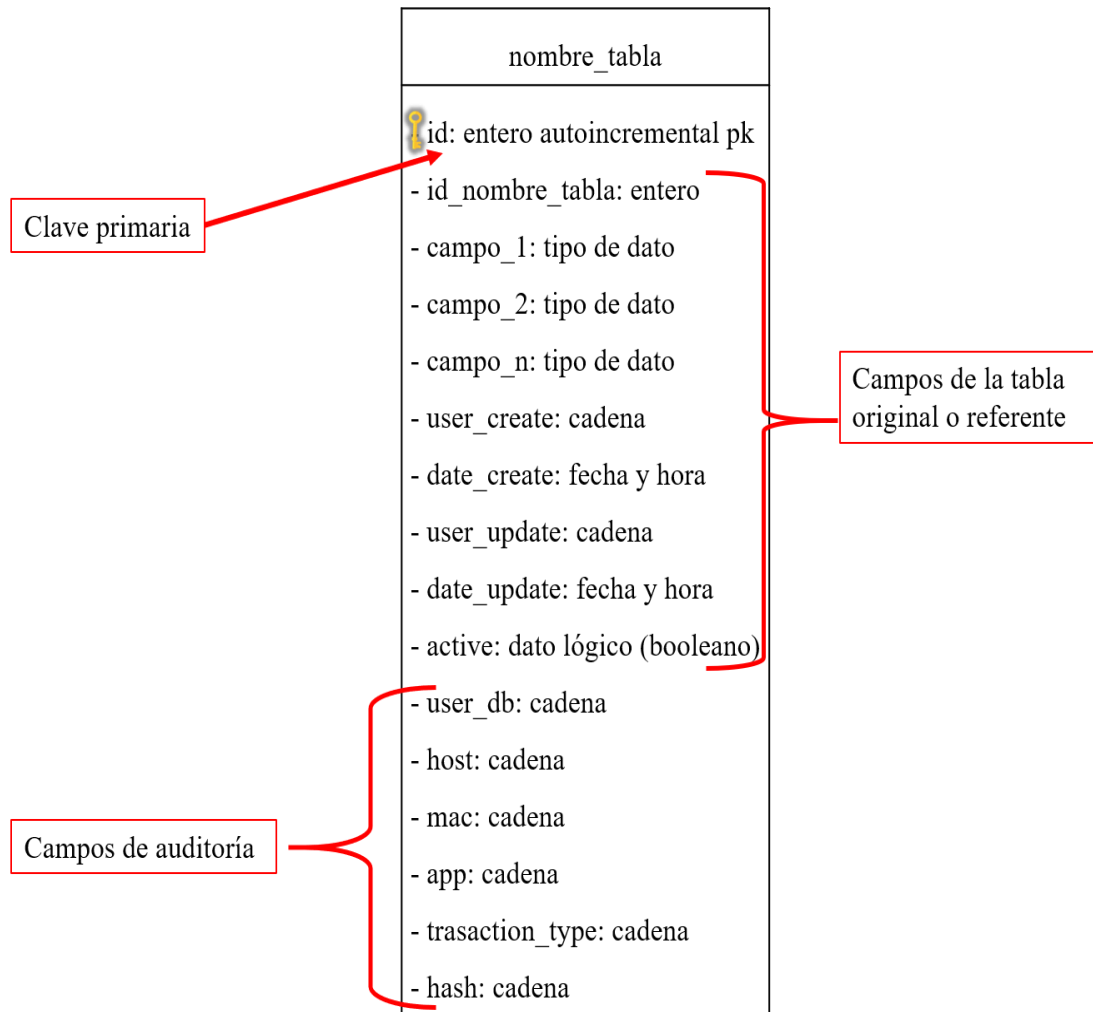 nombre_tabla
id: entero autoincremental pk
- id_nombre_tabla: entero
Clave primaria
- campo_1: tipo de dato
- campo_2: tipo de dato
- campo_n: tipo de dato
Campos de la tabla
original o referente
- user_create: cadena
- date_create: fecha y hora
- user_update: cadena
- date_update: fecha y hora
- active: dato lógico (booleano)
- user_db: cadena
- host: cadena
- mac: cadena
Campos de auditoría
- app: cadena
- trasaction_type: cadena
- hash: cadena